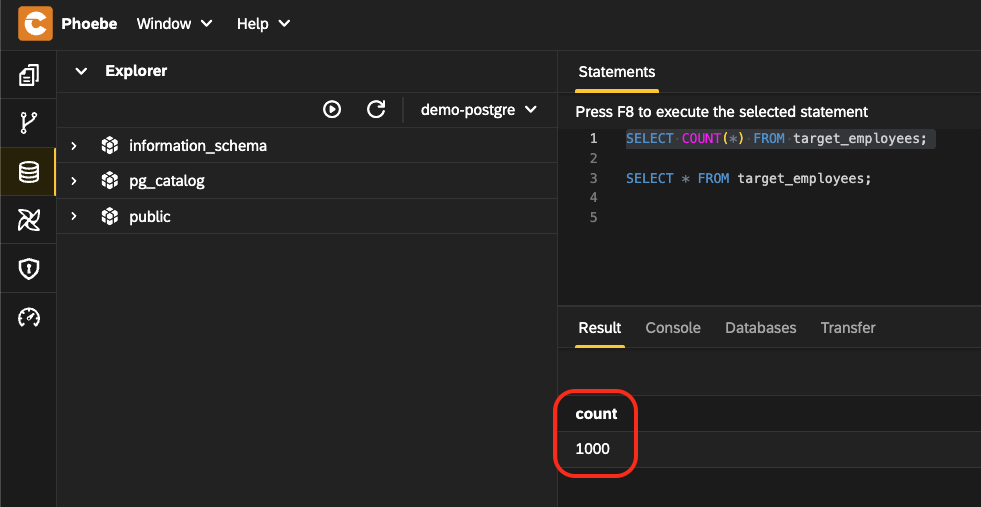 Phoebe Window Help
Explorer
demo-postgre
information_schema
pg_catalog
public
Statements
Press F8 to execute the selected statement
1 SELECT COUNT(*) FROM target_employees;
2
3 SELECT * FROM target_employees;
4
5
Result Console Databases Transfer
count
1000